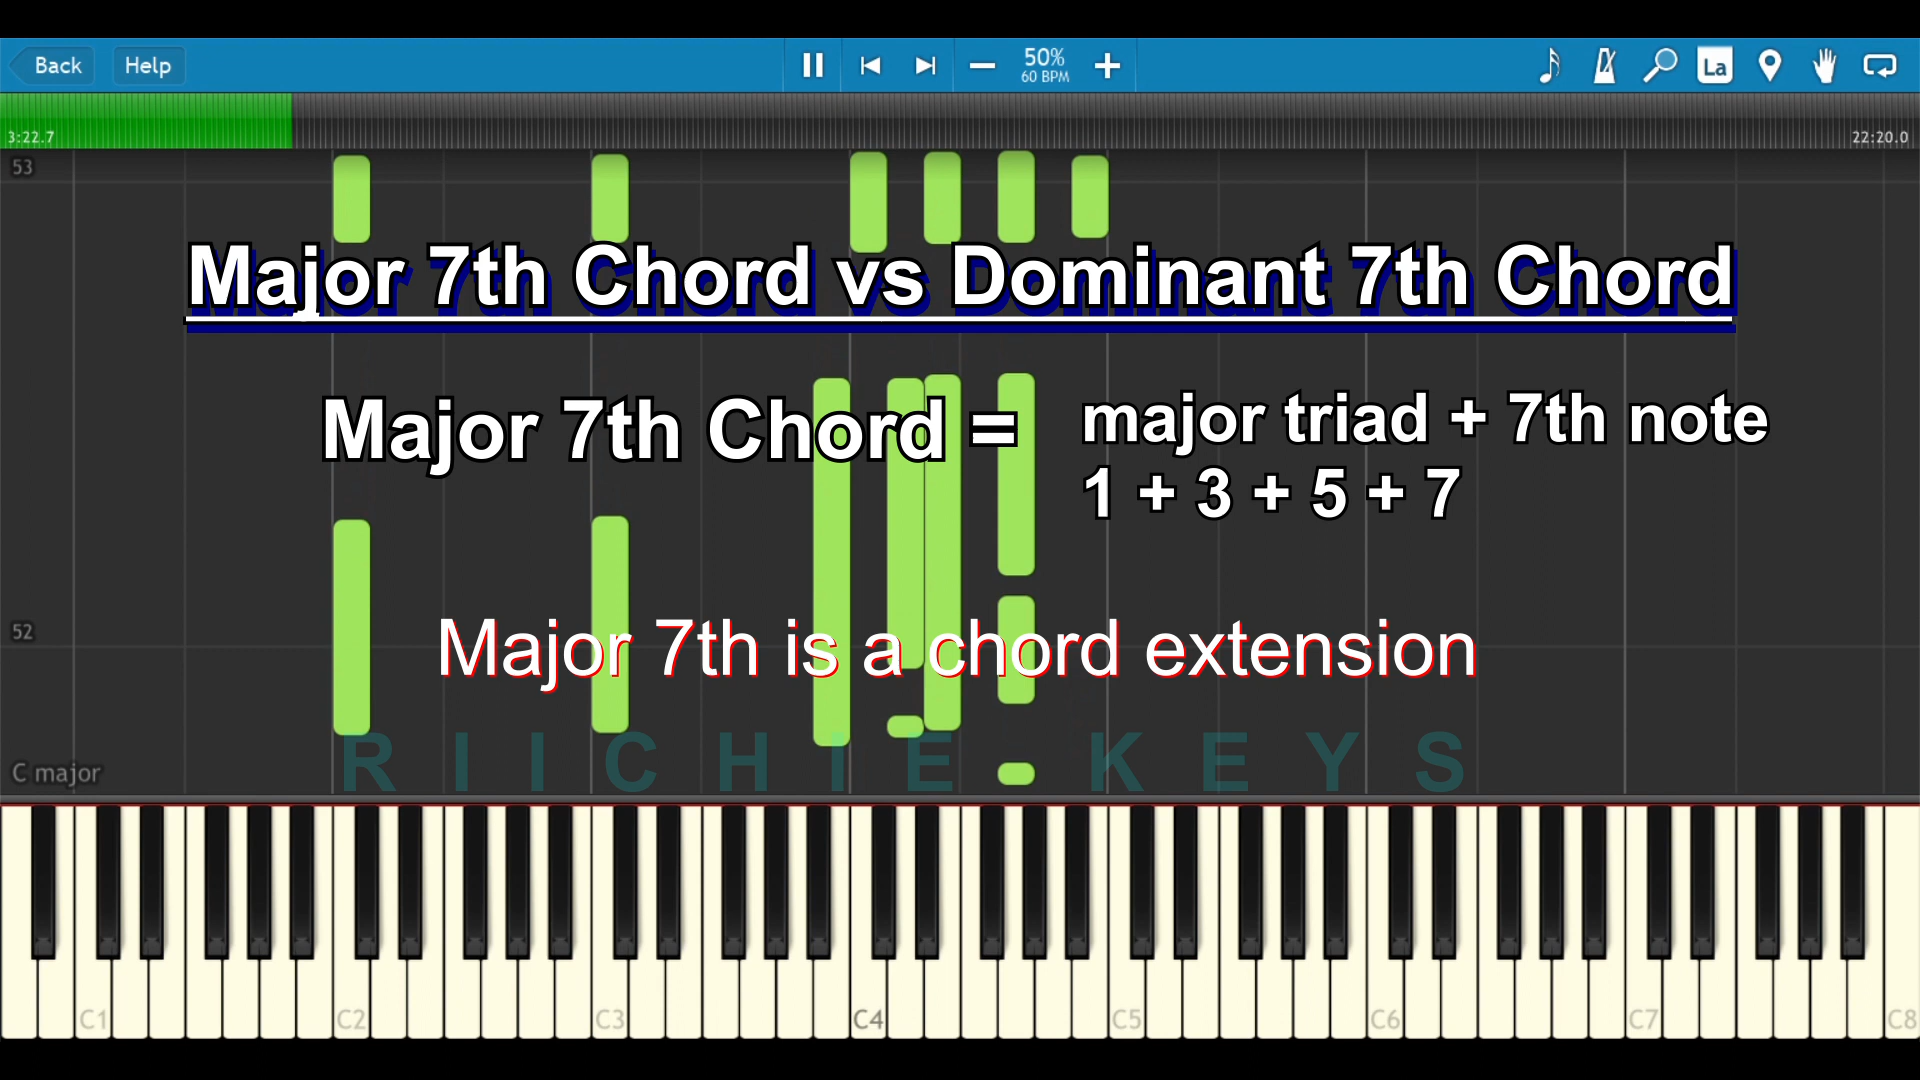 Back Help 50% La
60 BPM
3:22.7 22:20.0
53
Major 7th Chord vs Dominant 7th Chord
Major 7th Chord = major triad + 7th note
1 + 3 + 5 + 7
52
Major 7th is a chord extension
RIICHIE KEYS
C major
C1 C2 C3 C4 C5 C6 C7 C8